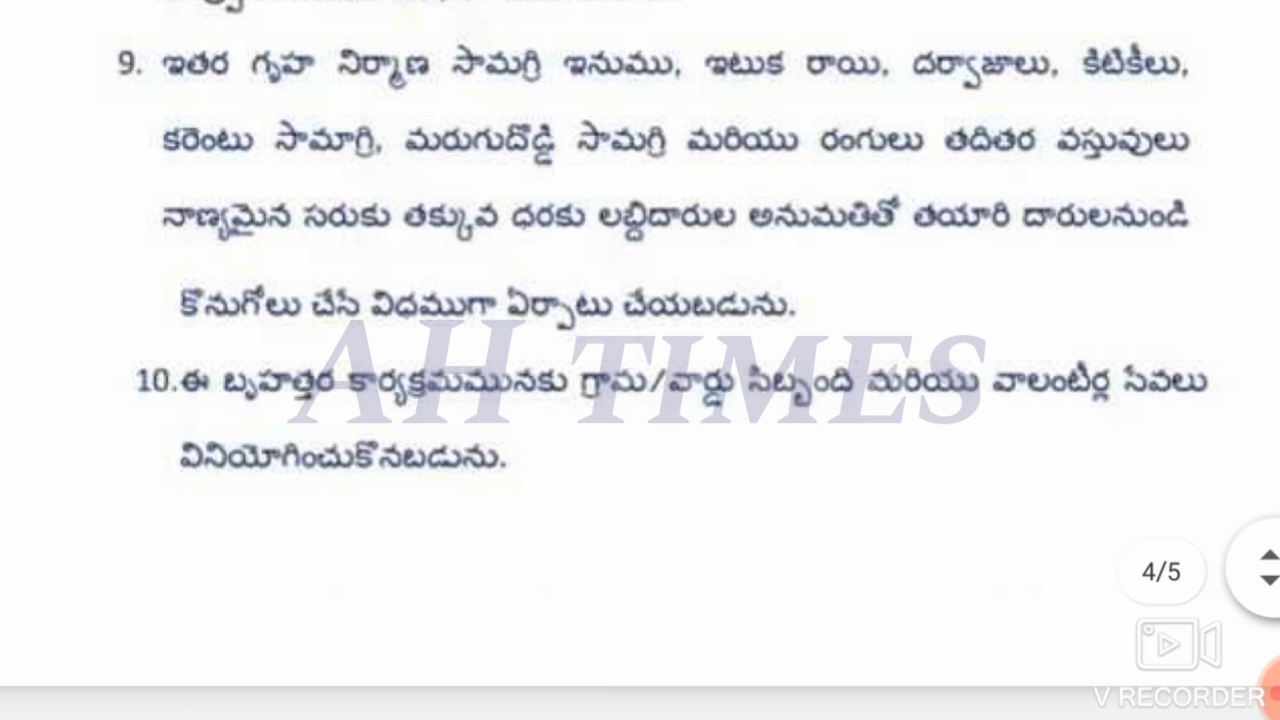 9. ఇతర గృహ నిర్మాణ సామగ్రి ఇనుము, ఇటుక రాయి, దర్వాజాలు, కిటికీలు,
కరెంటు సామాగ్రి, మరుగుదొడ్డి సామగ్రి మరియు రంగులు తదితర వస్తువులు
నాణ్యమైన సరుకు తక్కువ ధరకు లబ్దిదారుల అనుమతితో తయారి దారులనుండి
కొనుగోలు చేసే విధముగా ఏర్పాటు చేయబడును.
AH TIMES
10.ఈ బృహత్తర కార్యక్రమమునకు గ్రామ/వార్డు సిబ్బంది మరియు వాలంటీర్ల సేవలు
వినియోగించుకొనబడును.
4/5
V RECORDER